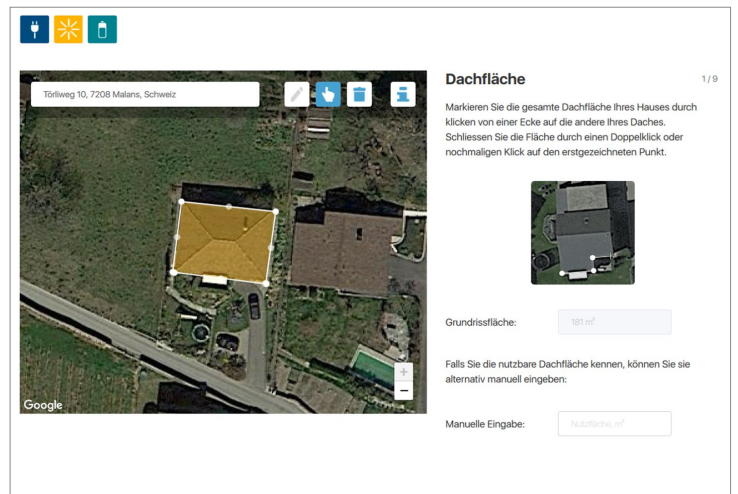 Törliweg 10, 7208 Malans, Schweiz
Google
Dachfläche
1 / 9
Markieren Sie die gesamte Dachfläche Ihres Hauses durch
klicken von einer Ecke auf die andere Ihres Daches.
Schliessen Sie die Fläche durch einen Doppelklick oder
nochmaligen Klick auf den erstgezeichneten Punkt.
Grundrissfläche:
181 m²
Falls Sie die nutzbare Dachfläche kennen, können Sie sie
alternativ manuell eingeben:
Manuelle Eingabe:
Nutzfläche, m²